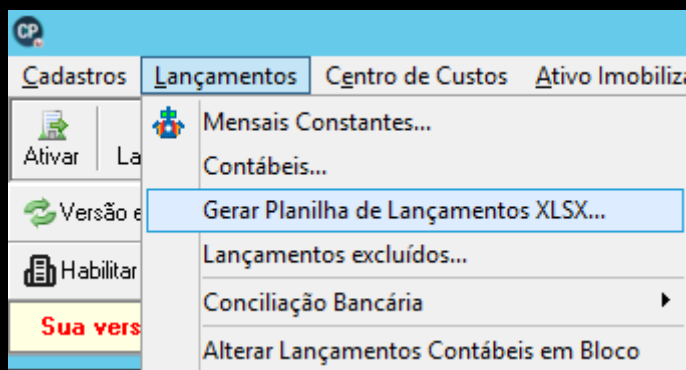 CP
Cadastros Lançamentos Centro de Custos Ativo Imobiliza
Mensais Constantes...
Ativar La
Contábeis...
Versão e
Gerar Planilha de Lançamentos XLSX...
Lançamentos excluídos...
Habilitar
Conciliação Bancária
Sua vers
Alterar Lançamentos Contábeis em Bloco